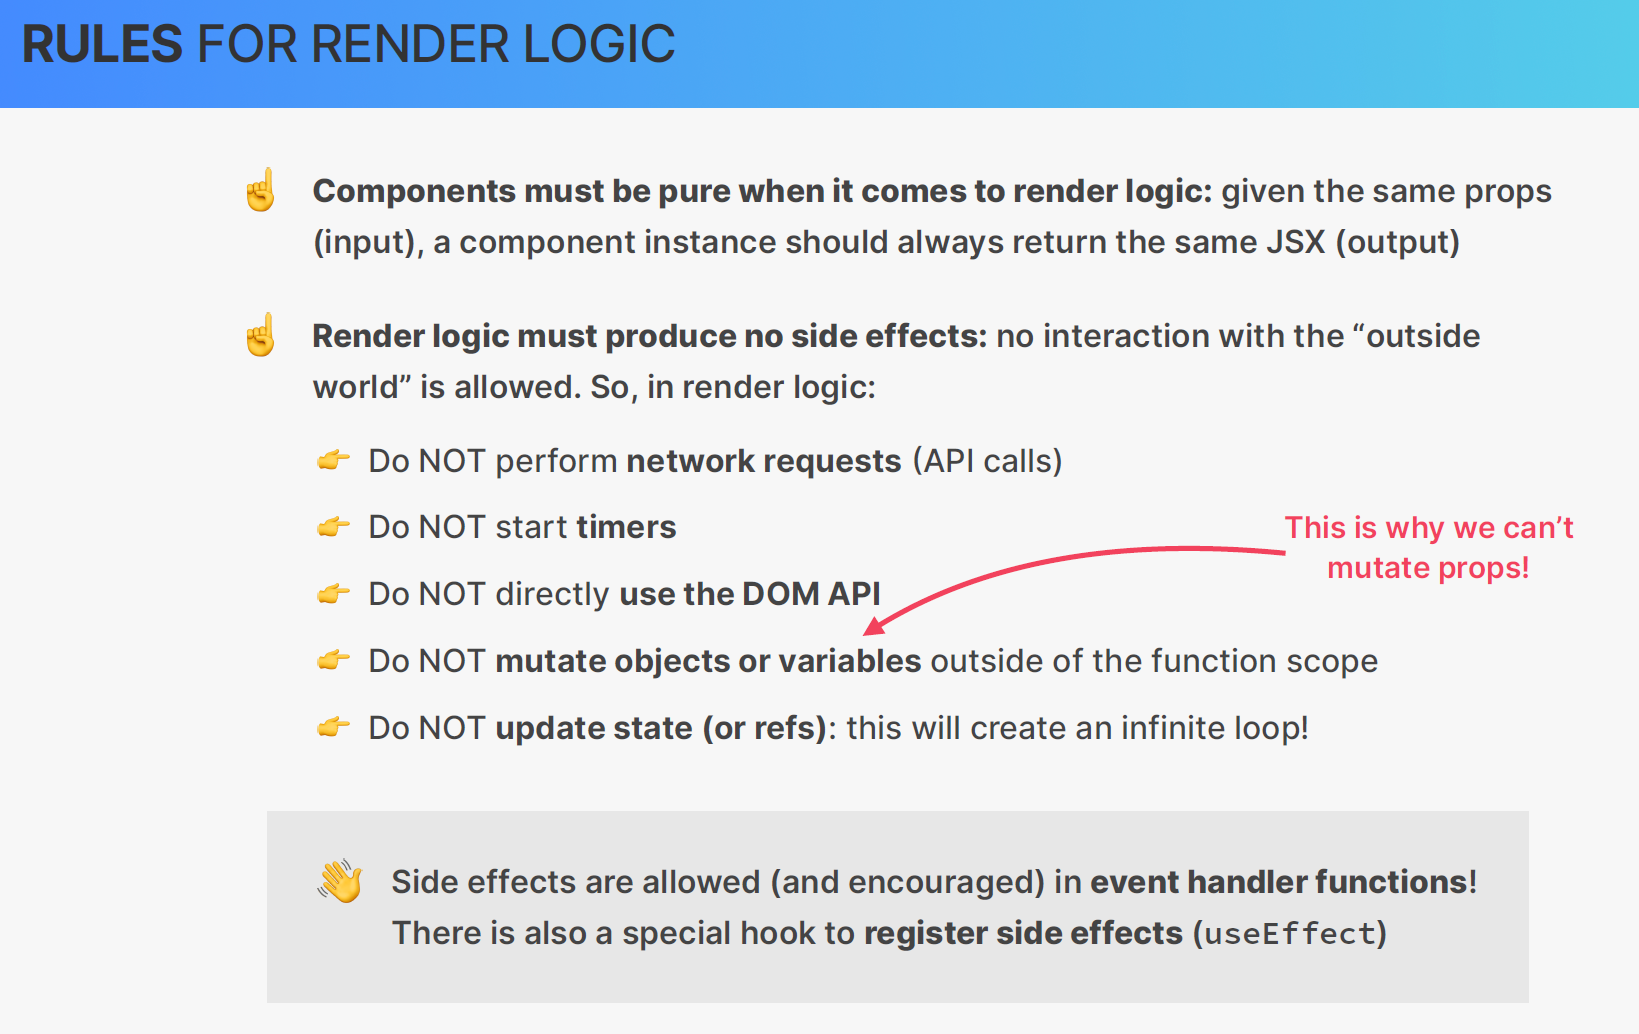 RULES FOR RENDER LOGIC
☝️ Components must be pure when it comes to render logic: given the same props
(input), a component instance should always return the same JSX (output)
☝️ Render logic must produce no side effects: no interaction with the “outside
world” is allowed. So, in render logic:
👉 Do NOT perform network requests (API calls)
👉 Do NOT start timers
This is why we can’t
mutate props!
👉 Do NOT directly use the DOM API
👉 Do NOT mutate objects or variables outside of the function scope
👉 Do NOT update state (or refs): this will create an infinite loop!
👋 Side effects are allowed (and encouraged) in event handler functions!
There is also a special hook to register side effects (useEffect)